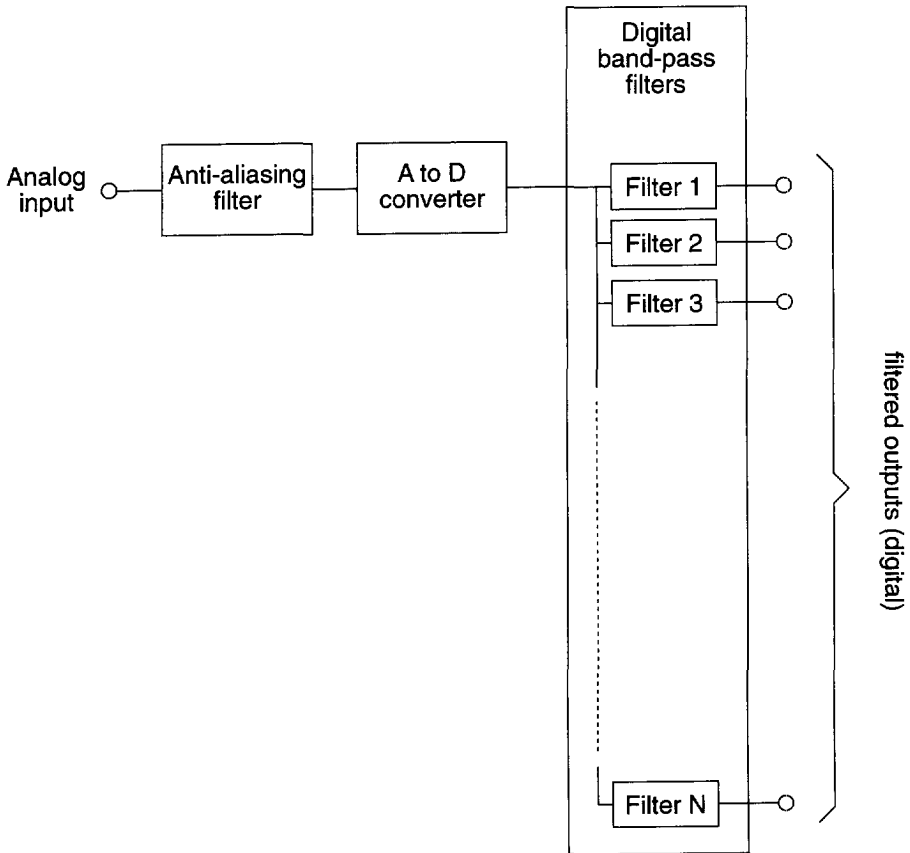 Digital
band-pass
filters
Analog
input
Anti-aliasing
filter
A to D
converter
Filter 1
Filter 2
Filter 3
Filter N
filtered outputs (digital)